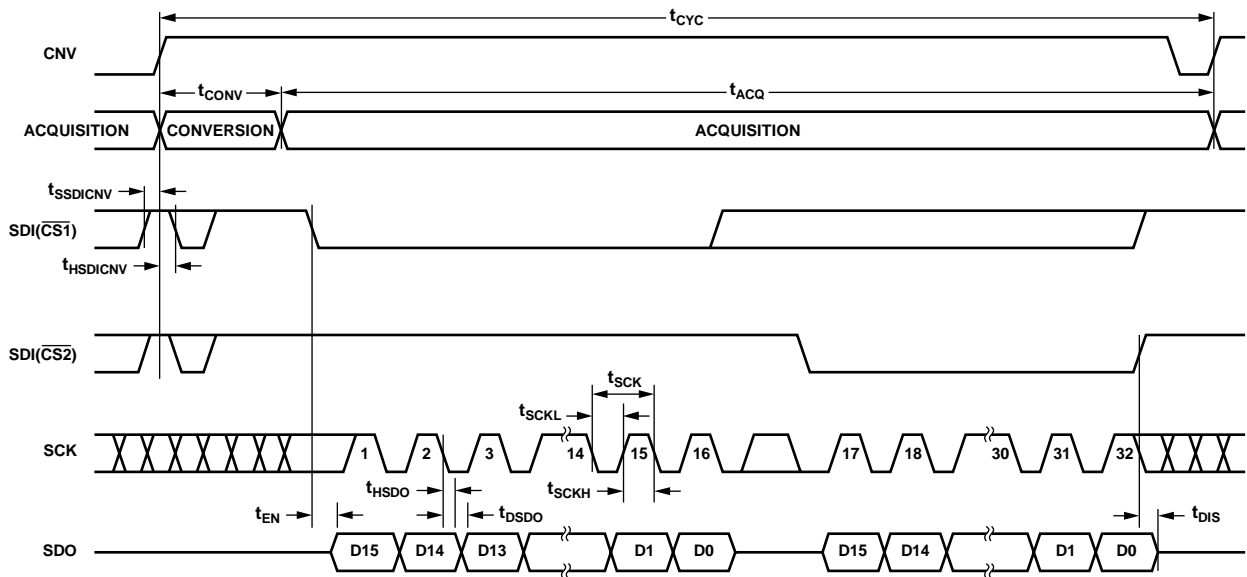 tCYC
CNV
tCONV
tACQ
ACQUISITION CONVERSION ACQUISITION
tSSDICNV
SDI(CS1)
tHSDICNV
SDI(CS2)
tSCK
tSCKL
SCK 1 2 3 14 15 16 17 18 30 31 32
tHSDO
tSCKH
tEN
tDSDO
tDIS
SDO D15 D14 D13 D1 D0 D15 D14 D1 D0